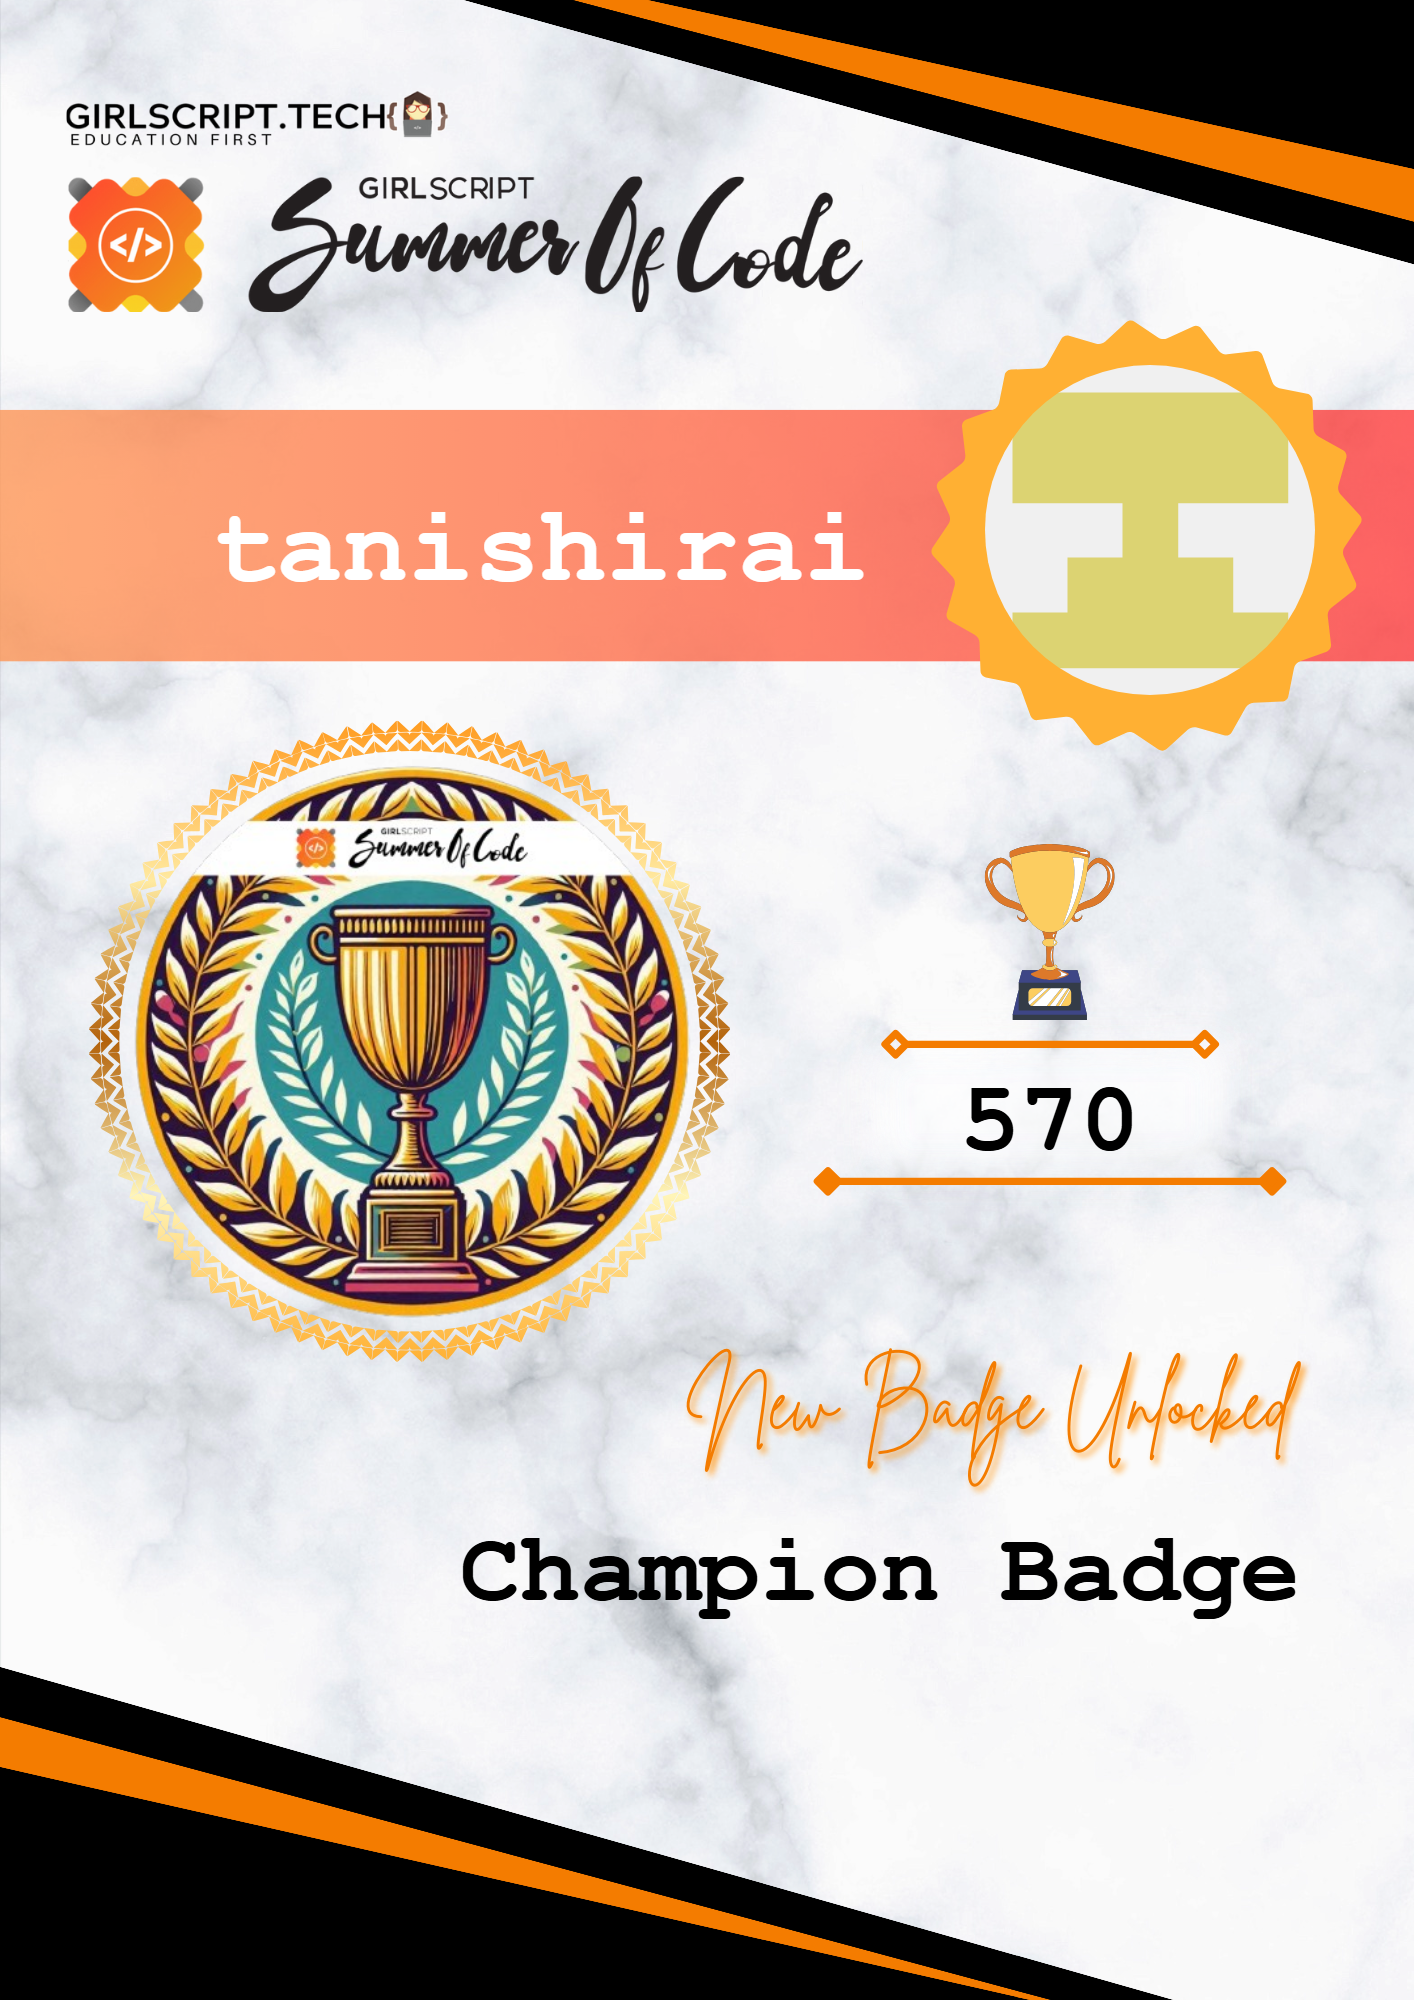 GIRLSCRIPT.TECH{ }
EDUCATION FIRST
GIRLSCRIPT
Summer Of Code
</>
tanishirai
GIRLSCRIPT
Summer Of Code
</>
570
New Badge Unlocked
Champion Badge